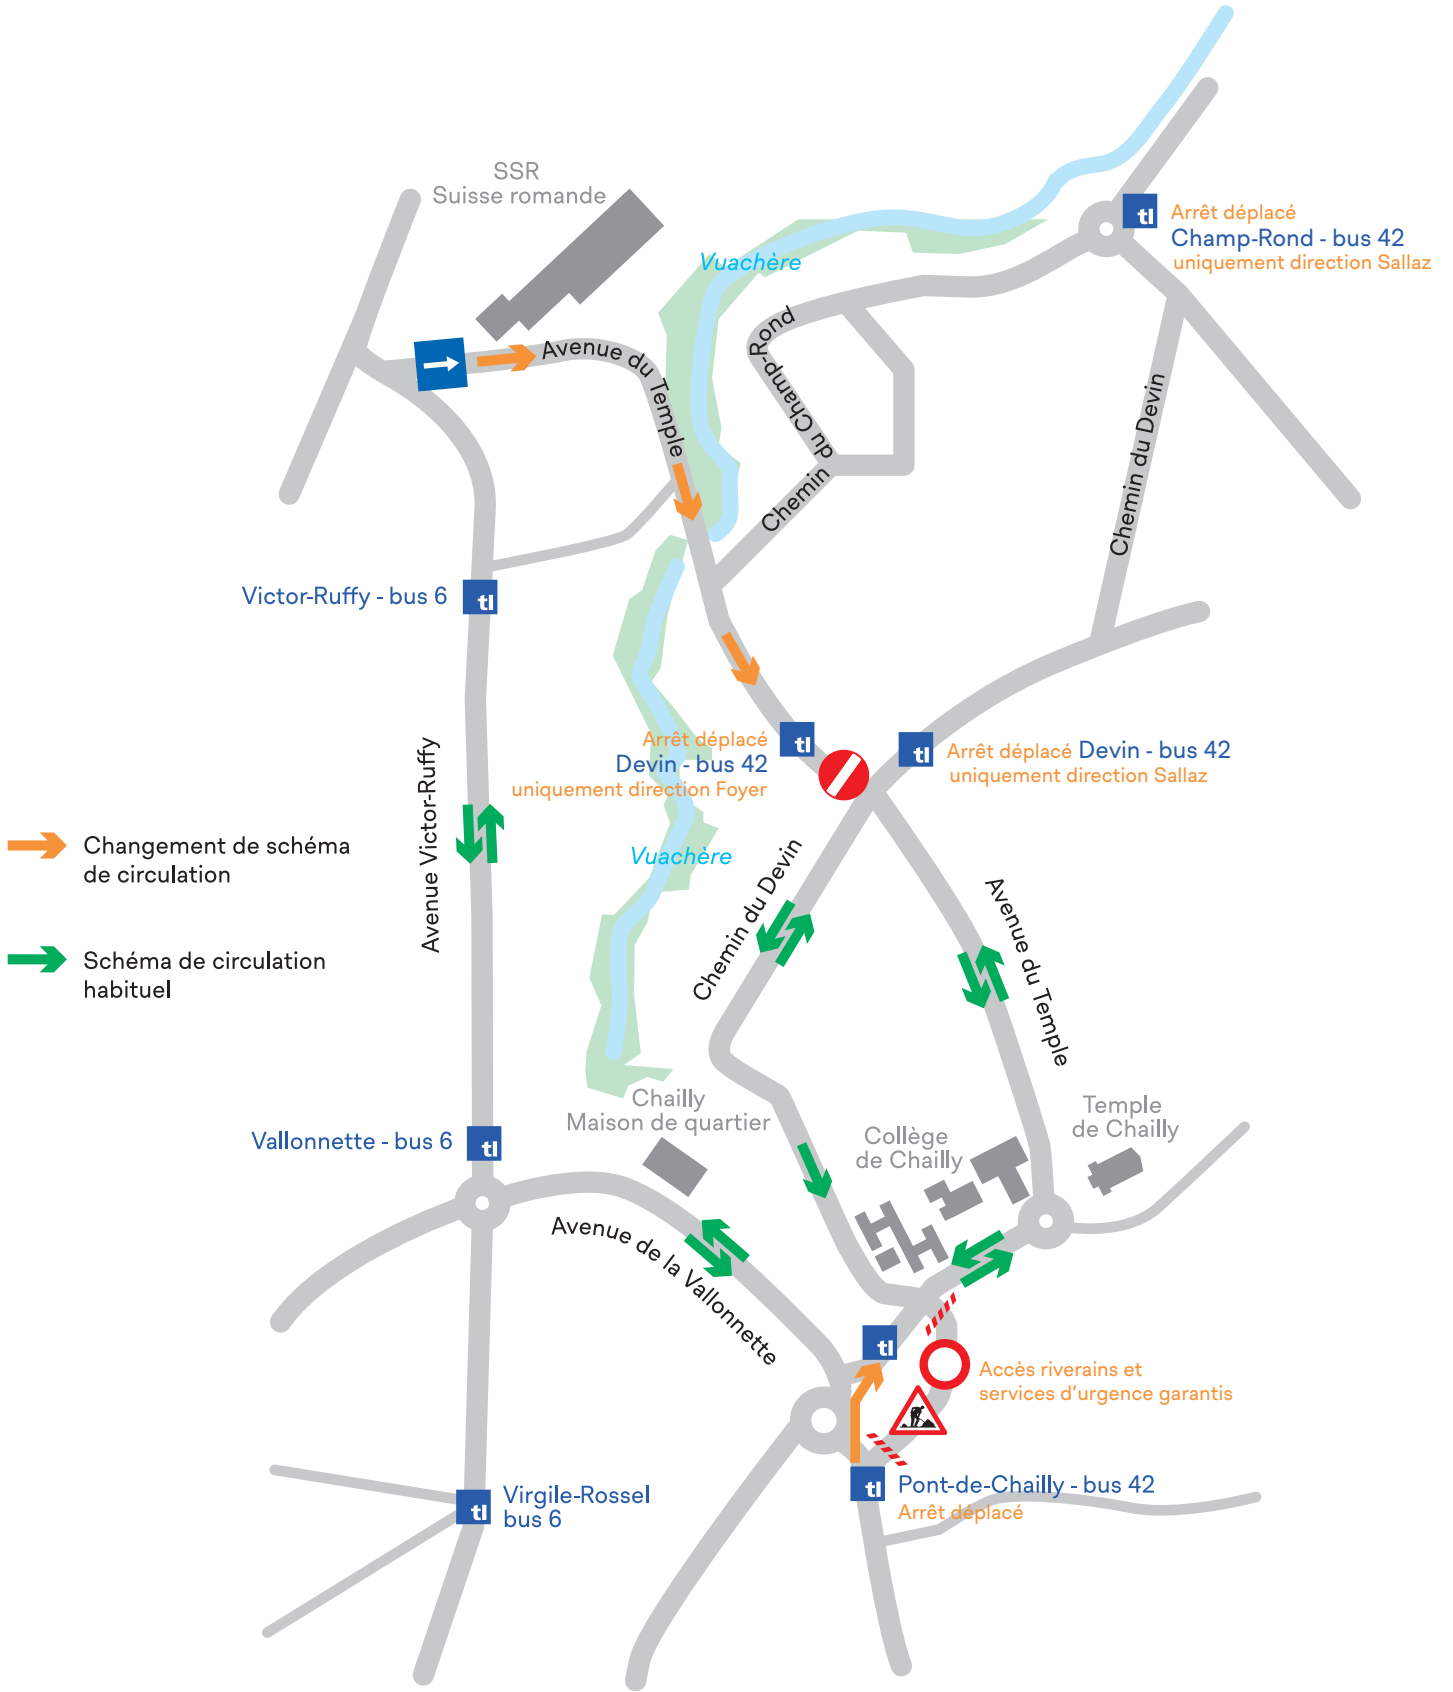 SSR
Suisse romande
Arrêt déplacé
Champ-Rond - bus 42
uniquement direction Sallaz
tl
Vuachère
Avenue du Temple
Chemin du Champ-Rond
Chemin du Devin
Victor-Ruffy - bus 6
tl
Arrêt déplacé
Devin - bus 42
uniquement direction Foyer
tl
tl
Arrêt déplacé Devin - bus 42
uniquement direction Sallaz
Avenue Victor-Ruffy
Changement de schéma
de circulation
Vuachère
Chemin du Devin
Avenue du Temple
Schéma de circulation
habituel
Chailly
Maison de quartier
Vallonnette - bus 6
tl
Collège
de Chailly
Temple
de Chailly
Avenue de la Vallonnette
tl
Accès riverains et
services d'urgence garantis
tl
Pont-de-Chailly - bus 42
Arrêt déplacé
tl
Virgile-Rossel
bus 6